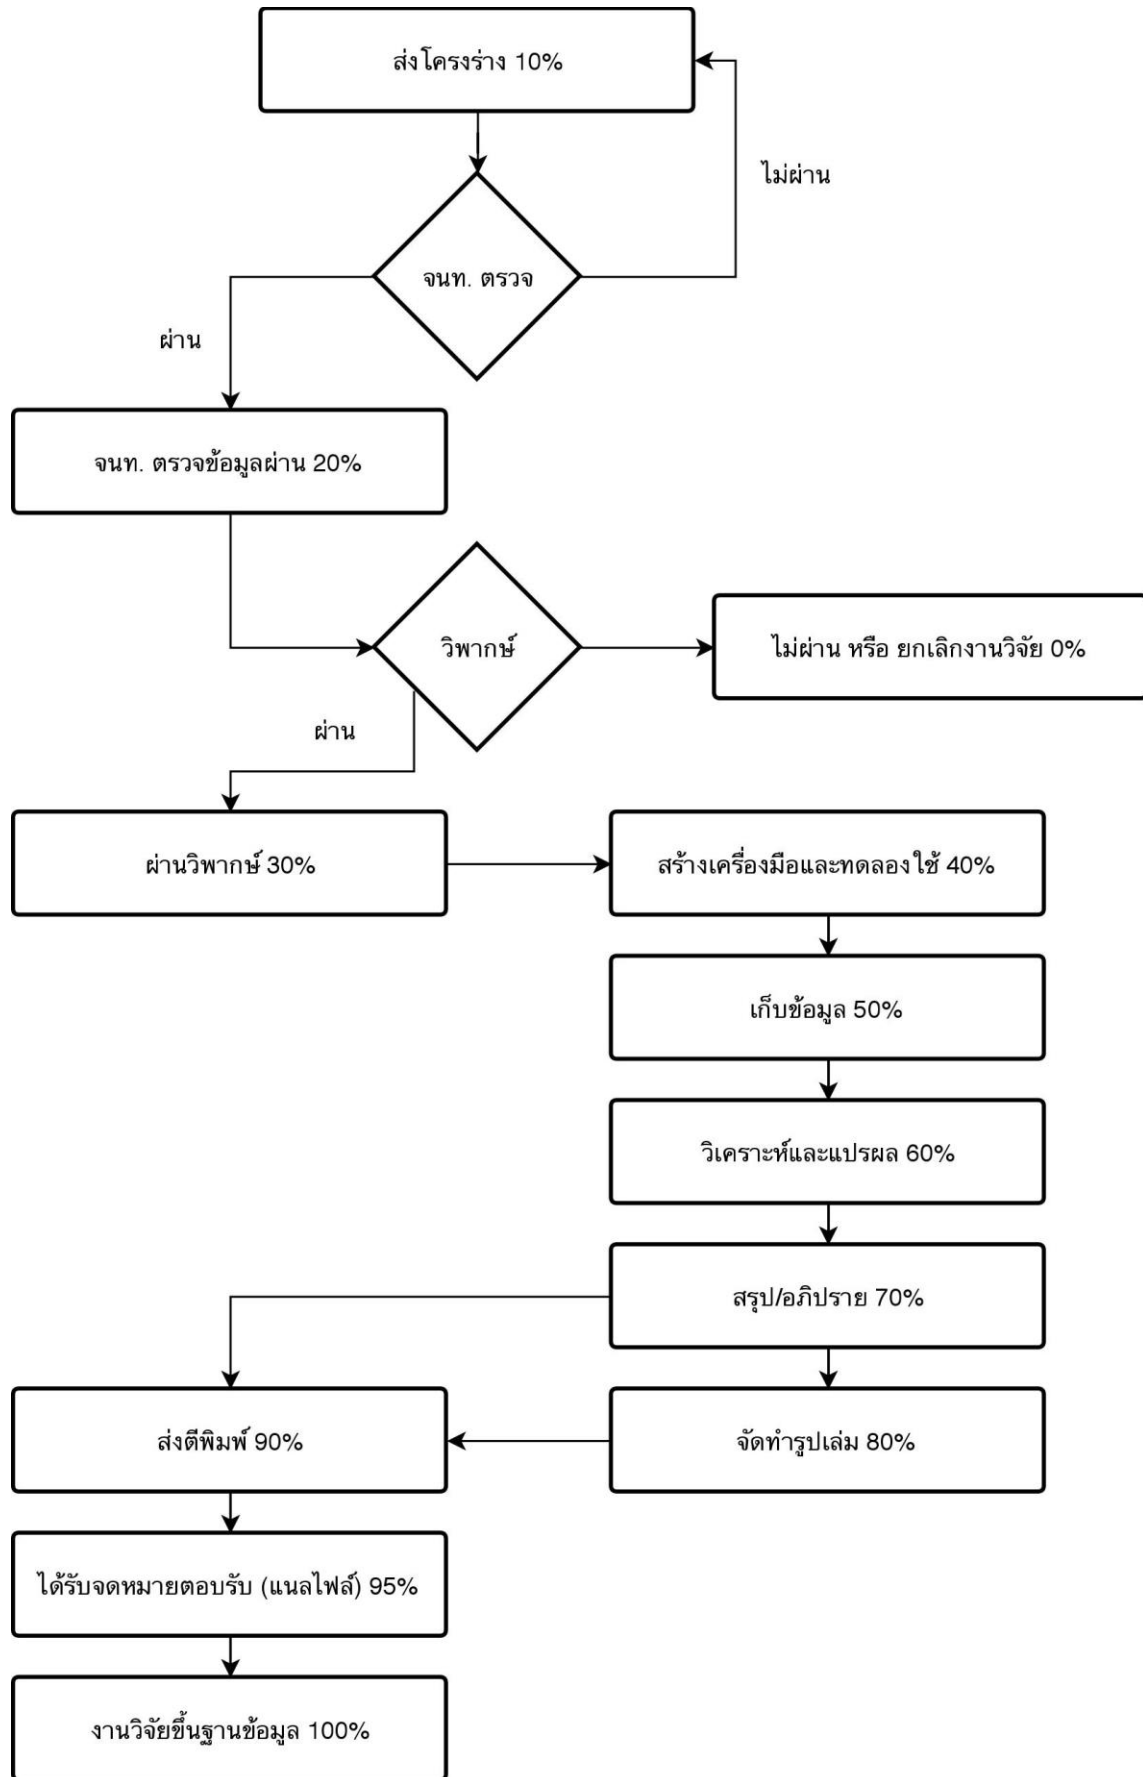 ส่งโครงร่าง 10%
ไม่ผ่าน
จนท. ตรวจ
ผ่าน
จนท. ตรวจข้อมูลผ่าน 20%
วิพากษ์
ไม่ผ่าน หรือ ยกเลิกงานวิจัย 0%
ผ่าน
ผ่านวิพากษ์ 30%
สร้างเครื่องมือและทดลองใช้ 40%
เก็บข้อมูล 50%
วิเคราะห์และแปรผล 60%
สรุป/อภิปราย 70%
ส่งตีพิมพ์ 90%
จัดทำรูปเล่ม 80%
ได้รับจดหมายตอบรับ (แนลไฟล์) 95%
งานวิจัยขึ้นฐานข้อมูล 100%